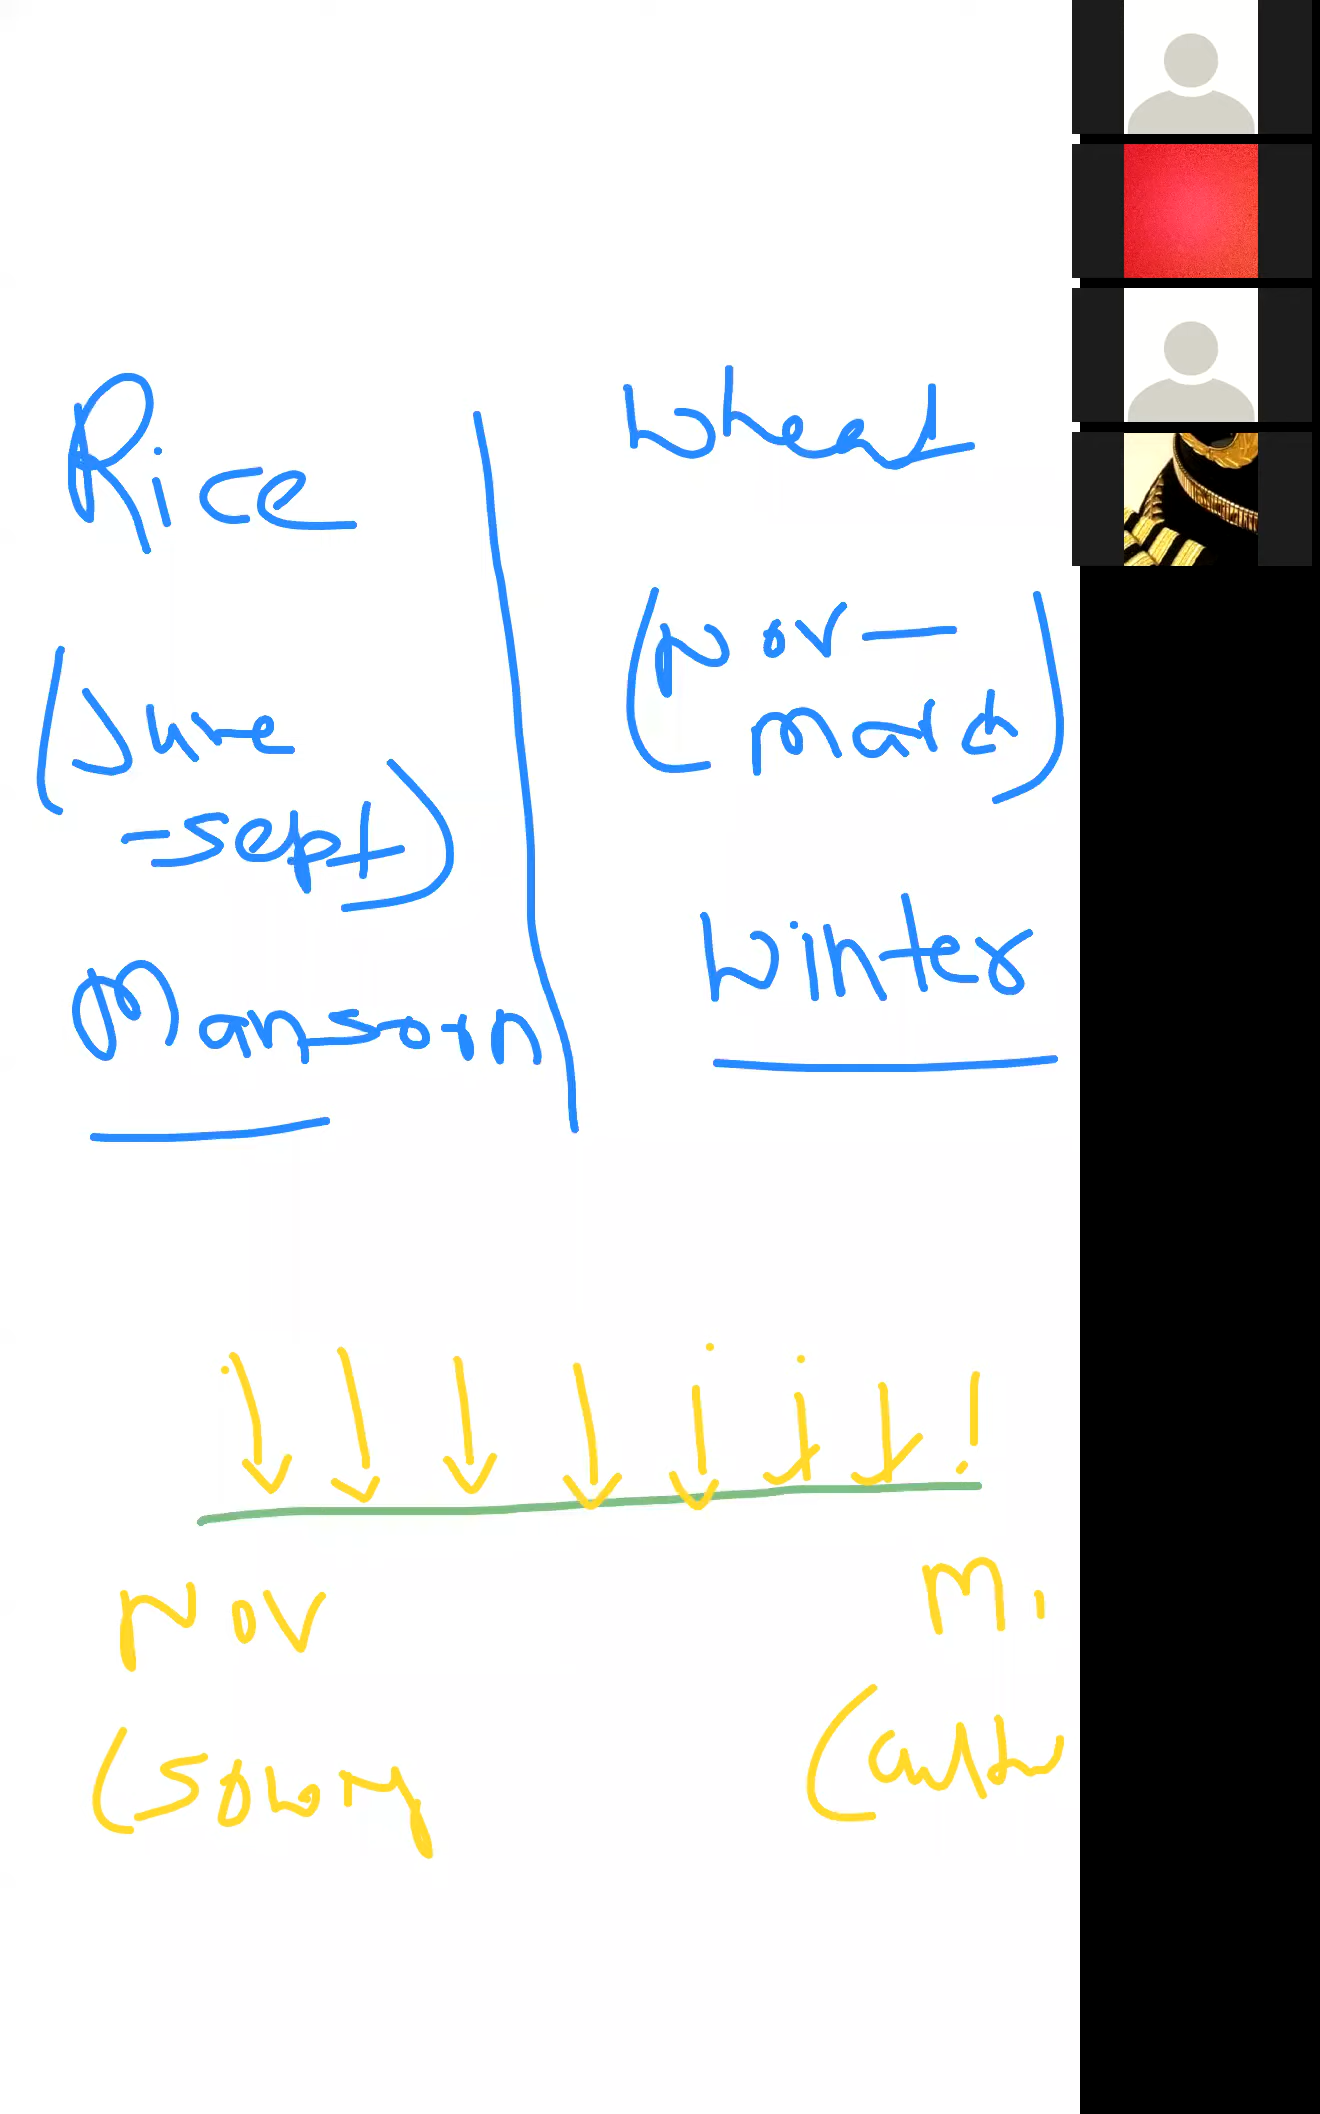 Rice
(June
-Sept)
Mansoon
Wheat
(Nov-
March)
Winter
Nov
M
(Sowing